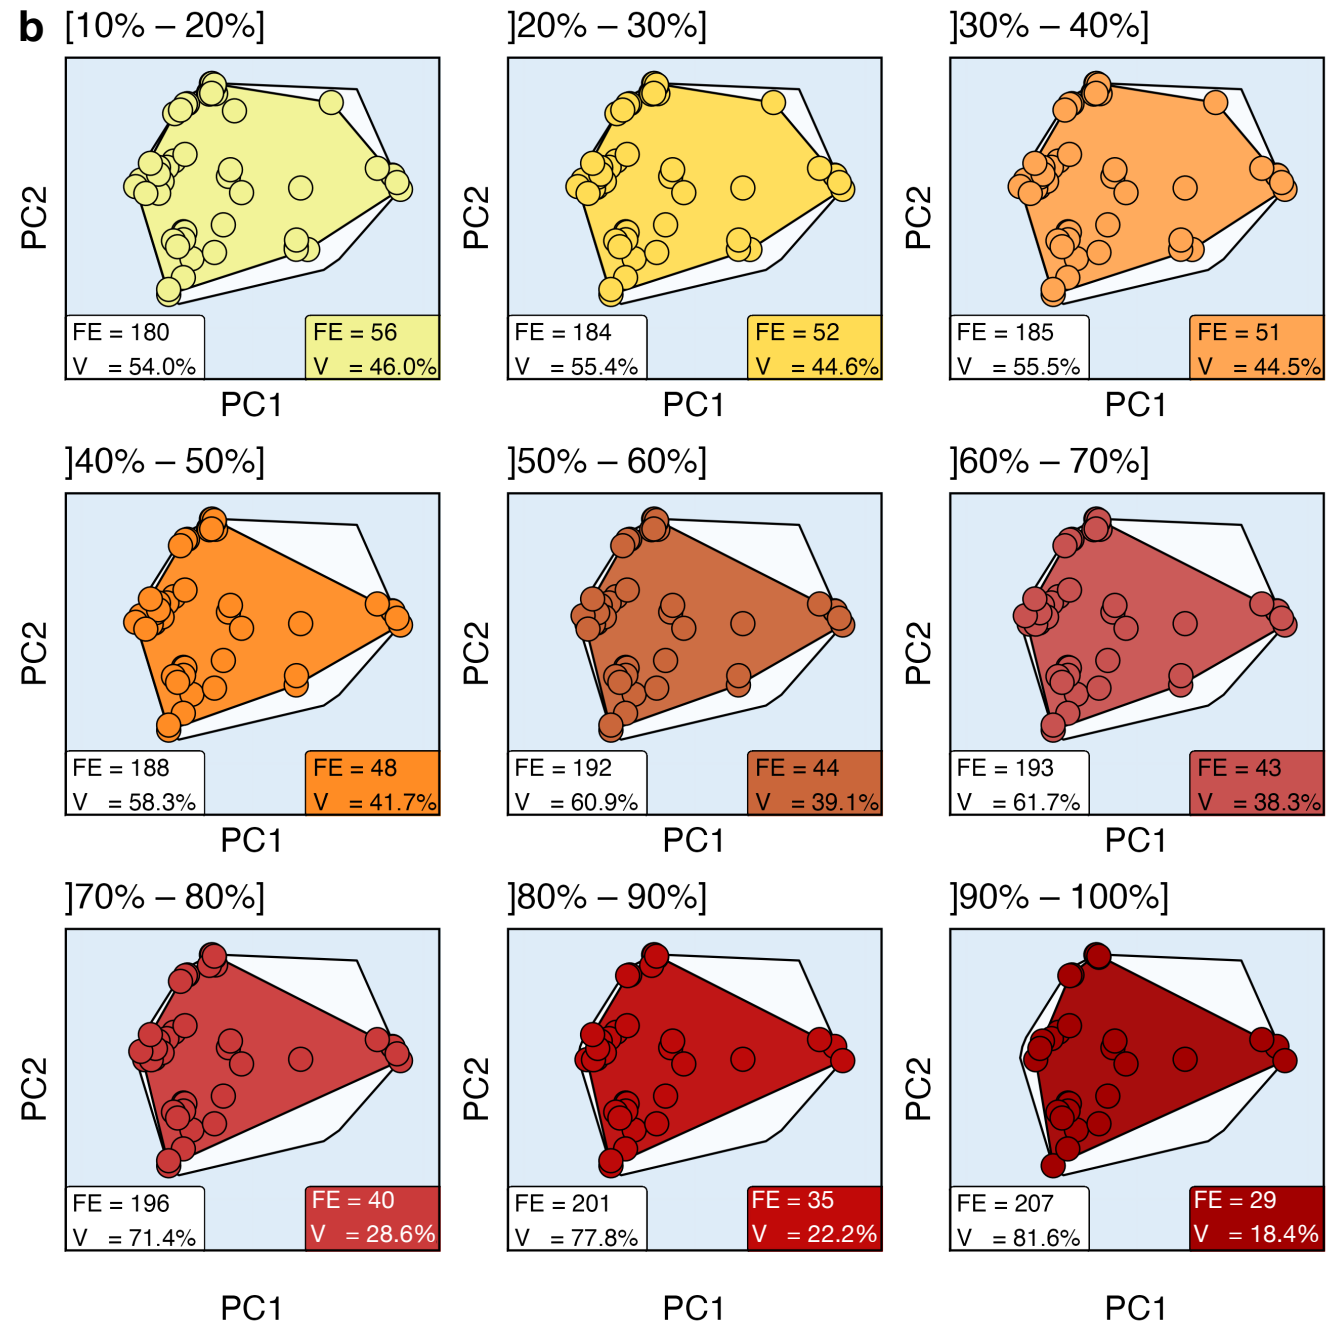 b
[10% – 20%]
]20% – 30%]
]30% – 40%]
PC2
FE = 180
V = 54.0%
FE = 56
V = 46.0%
PC1
PC2
FE = 184
V = 55.4%
FE = 52
V = 44.6%
PC1
PC2
FE = 185
V = 55.5%
FE = 51
V = 44.5%
PC1
]40% – 50%]
]50% – 60%]
]60% – 70%]
PC2
FE = 188
V = 58.3%
FE = 48
V = 41.7%
PC1
PC2
FE = 192
V = 60.9%
FE = 44
V = 39.1%
PC1
PC2
FE = 193
V = 61.7%
FE = 43
V = 38.3%
PC1
]70% – 80%]
]80% – 90%]
]90% – 100%]
PC2
FE = 196
V = 71.4%
FE = 40
V = 28.6%
PC1
PC2
FE = 201
V = 77.8%
FE = 35
V = 22.2%
PC1
PC2
FE = 207
V = 81.6%
FE = 29
V = 18.4%
PC1